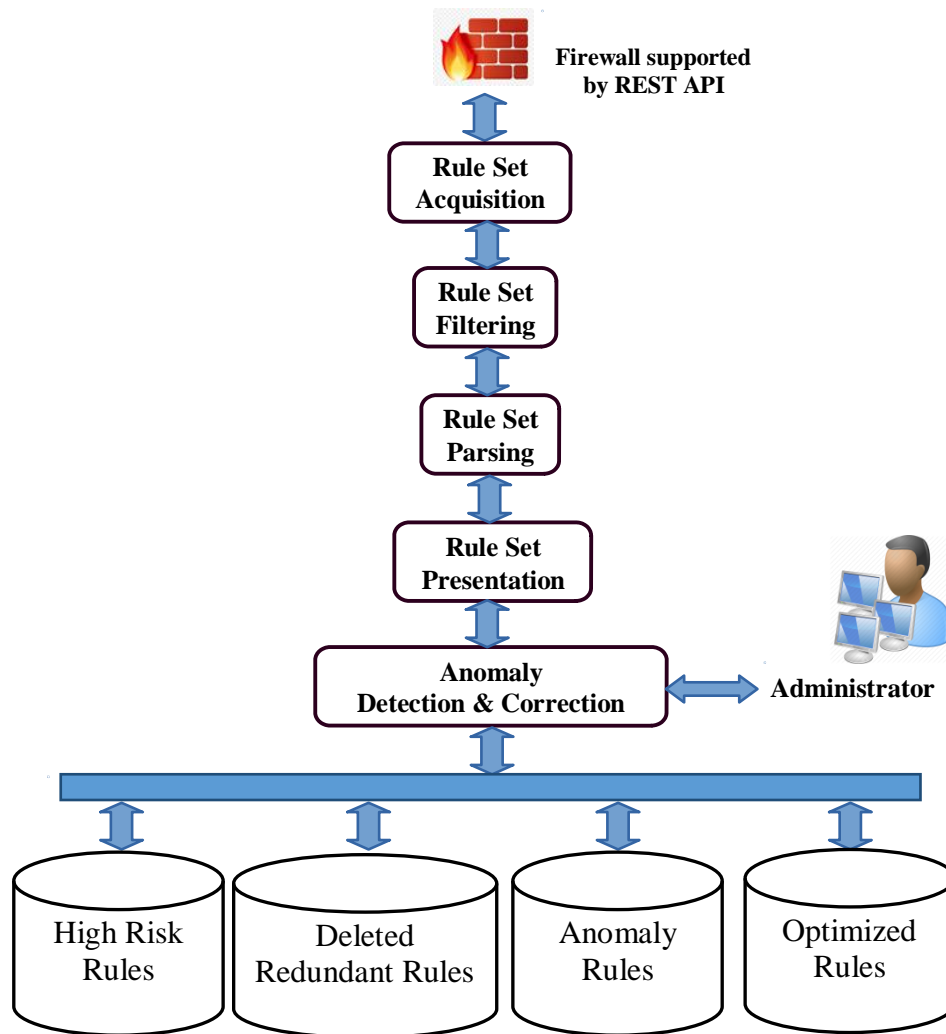 Firewall supported
by REST API
Rule Set
Acquisition
Rule Set
Filtering
Rule Set
Parsing
Rule Set
Presentation
Anomaly
Detection & Correction
Administrator
High Risk
Rules
Deleted
Redundant Rules
Anomaly
Rules
Optimized
Rules